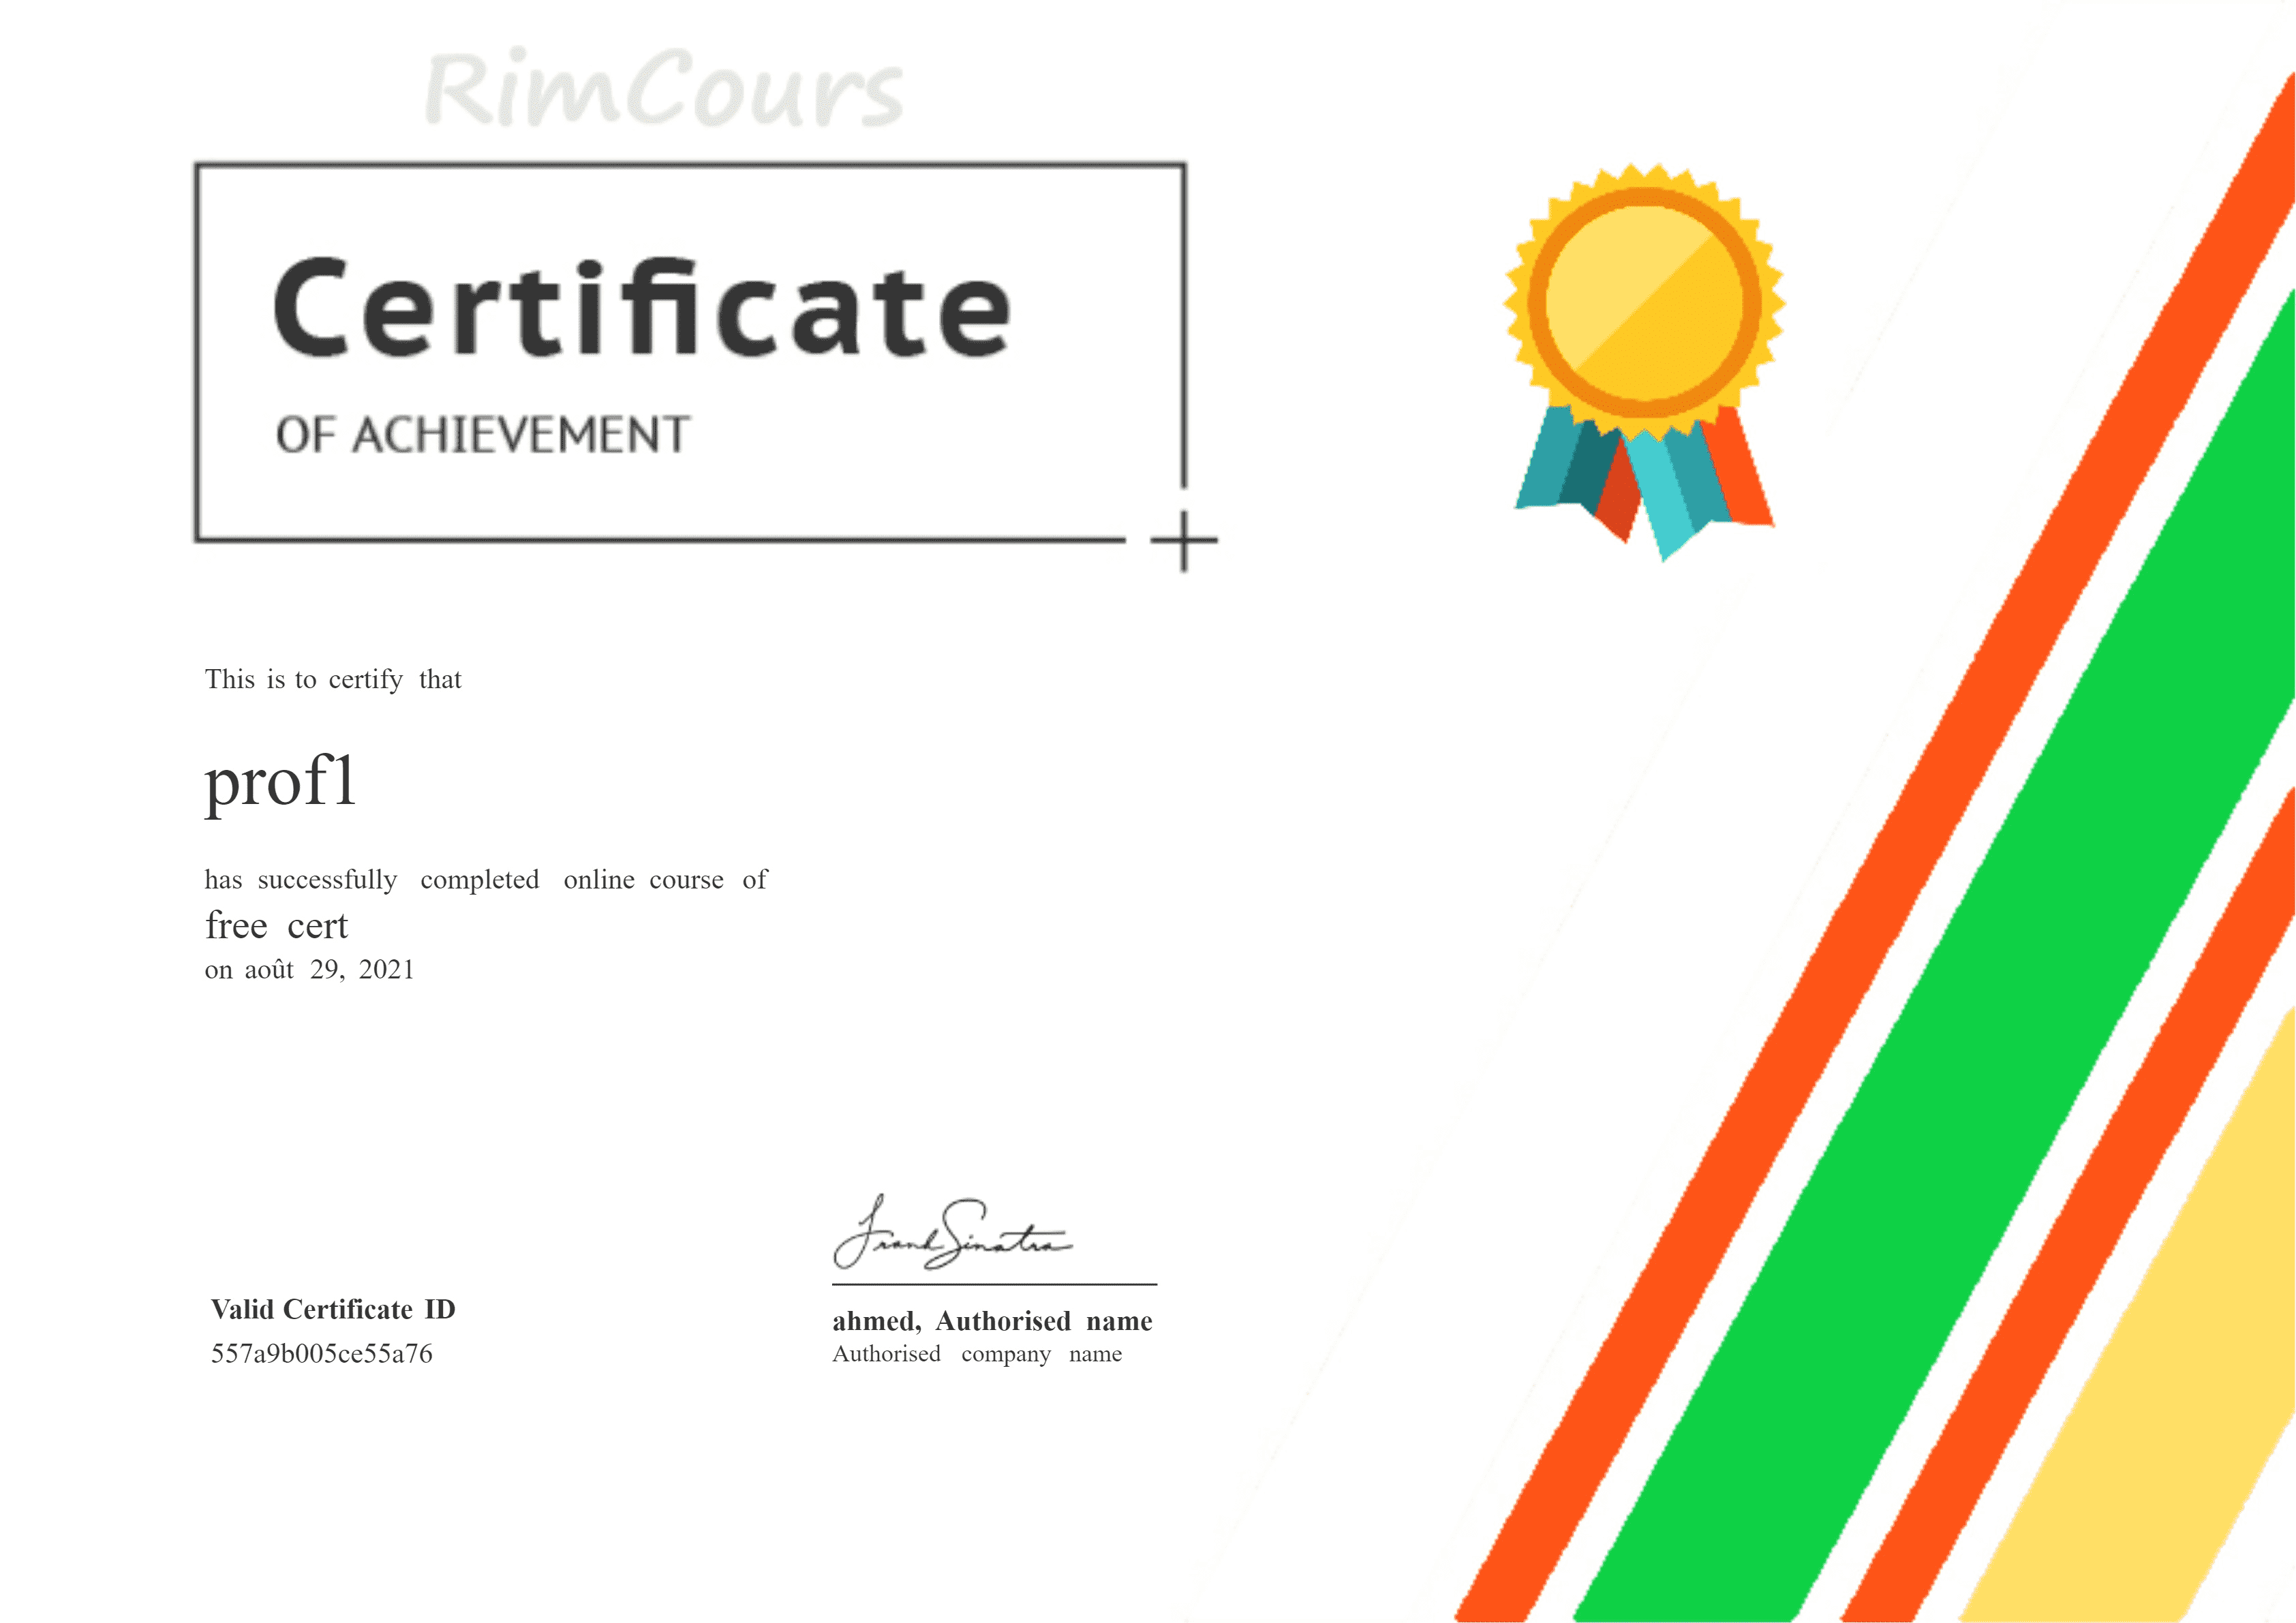 RimCours
Certificate
OF ACHIEVEMENT
This is to certify that
prof1
has successfully completed online course of
free cert
on août 29, 2021
Frank Sinatra
Valid Certificate ID
557a9b005ce55a76
ahmed, Authorised name
Authorised company name